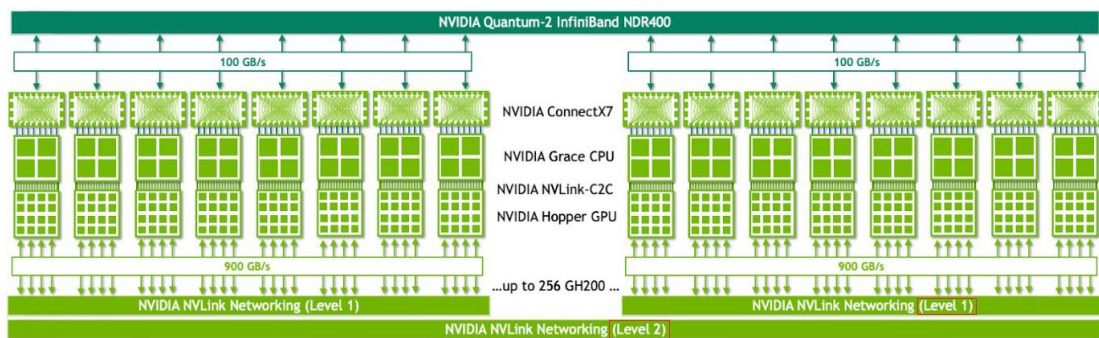 NVIDIA Quantum-2 InfiniBand NDR400
100 GB/s
100 GB/s
NVIDIA ConnectX7
NVIDIA Grace CPU
NVIDIA NVLink-C2C
NVIDIA Hopper GPU
900 GB/s
900 GB/s
...up to 256 GH200 ...
NVIDIA NVLink Networking (Level 1)
NVIDIA NVLink Networking (Level 1)
NVIDIA NVLink Networking (Level 2)